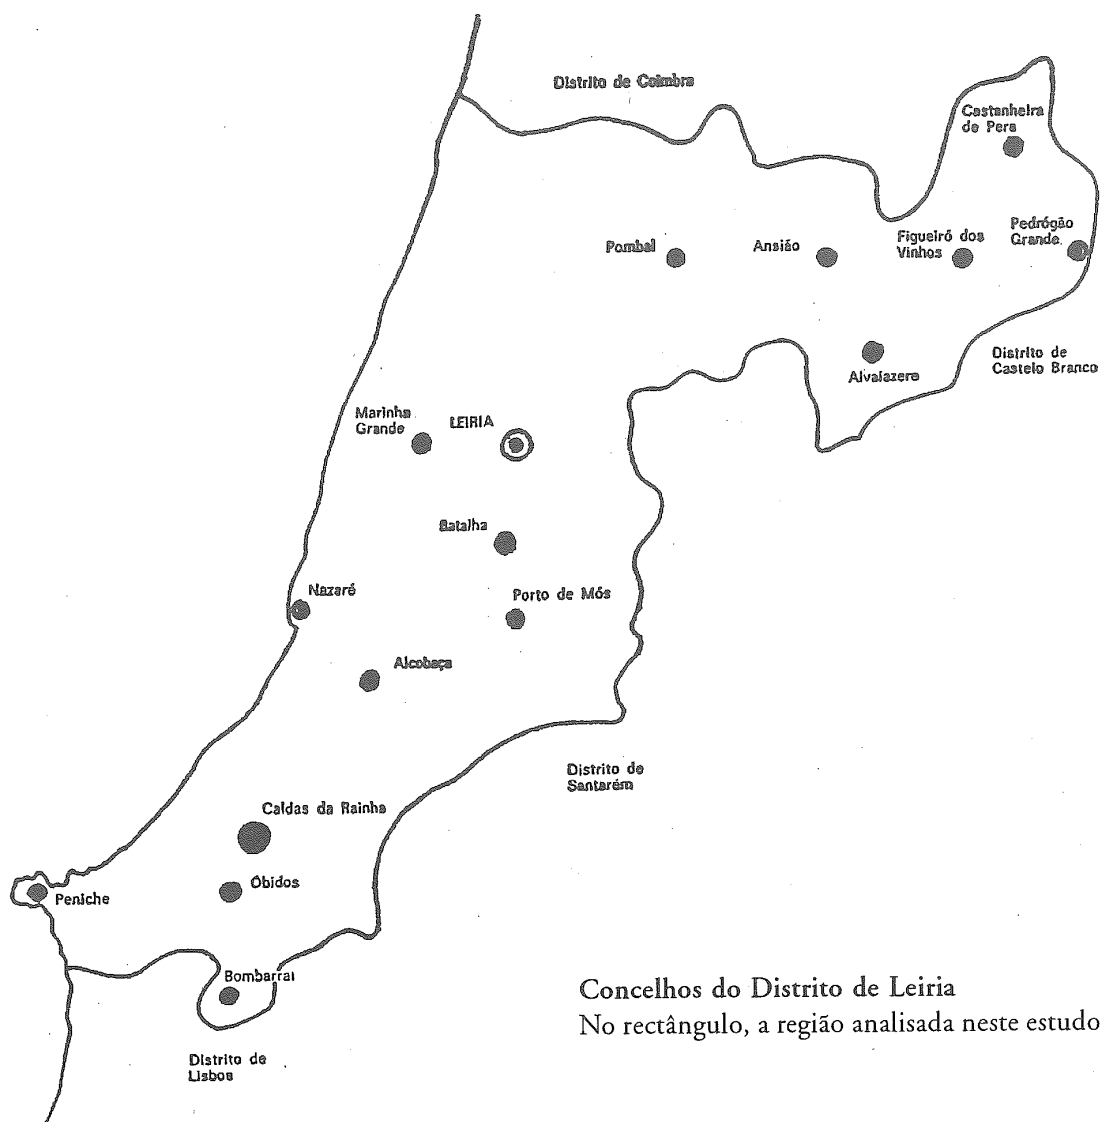 Distrito de Coimbra
Castanheira
de Pera
Pombal
Ansião
Figueiró dos
Vinhos
Pedrógão
Grande
Alvaiazere
Distrito de
Castelo Branco
Marinha
Grande
LEIRIA
Batalha
Nazaré
Porto de Mós
Alcobaça
Distrito de
Santarém
Caldas da Rainha
Óbidos
Peniche
Bombarral
Distrito de
Lisboa
Concelhos do Distrito de Leiria
No rectângulo, a região analisada neste estudo